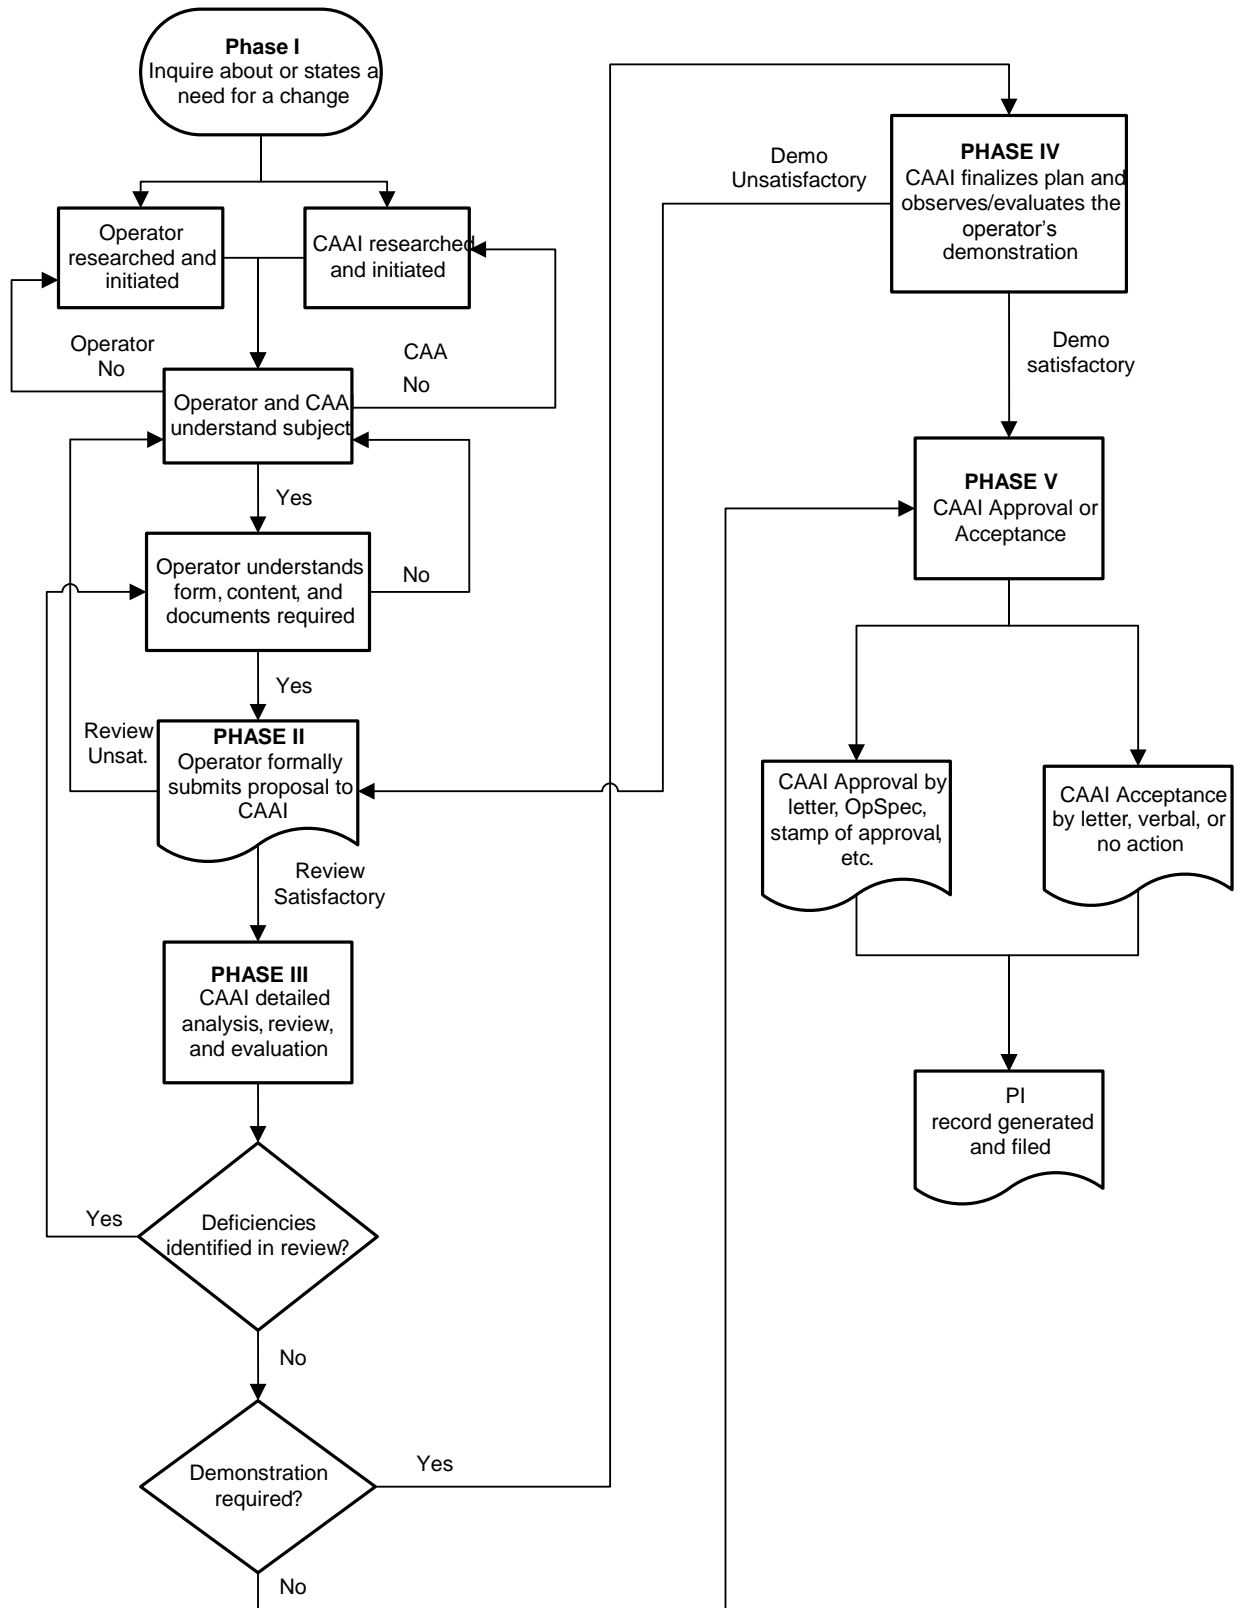 Phase I
Inquire about or states a
need for a change
Operator
researched and
initiated
CAAI researched
and initiated
Operator
No
CAA
No
Operator and CAA
understand subject
Yes
Operator understands
form, content, and
documents required
No
Yes
Review
Unsat.
PHASE II
Operator formally
submits proposal to
CAAI
Review
Satisfactory
PHASE III
CAAI detailed
analysis, review,
and evaluation
Deficiencies
identified in review?
Yes
No
Demonstration
required?
Yes
No
PHASE IV
CAAI finalizes plan and
observes/evaluates the
operator's
demonstration
Demo
Unsatisfactory
Demo
satisfactory
PHASE V
CAAI Approval or
Acceptance
CAAI Approval by
letter, OpSpec,
stamp of approval,
etc.
CAAI Acceptance
by letter, verbal, or
no action
PI
record generated
and filed